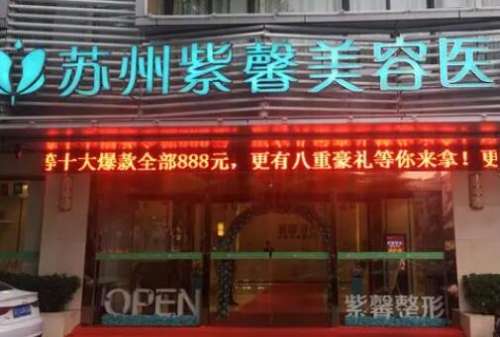 苏州紫馨美容医
等十大爆款全部888元，更有八重豪礼等你来拿！更
OPEN
紫馨整形